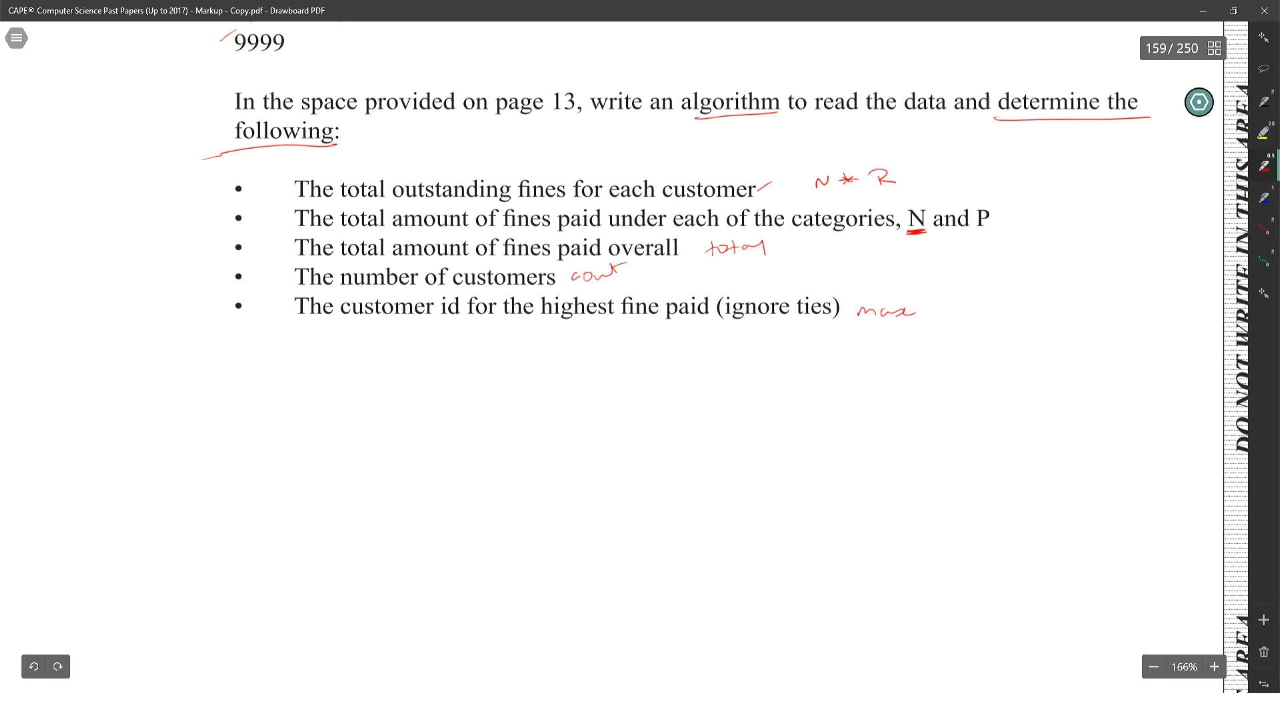 CAPE® Computer Science Past Papers (Up to 2017) - Markup - Copy.pdf - Drawboard PDF
9999
159 / 250
In the space provided on page 13, write an algorithm to read the data and determine the
following:
• The total outstanding fines for each customer N * R
• The total amount of fines paid under each of the categories, N and P
• The total amount of fines paid overall total
• The number of customers count
• The customer id for the highest fine paid (ignore ties) max
DO NOT WRITE IN THIS AREA
166%